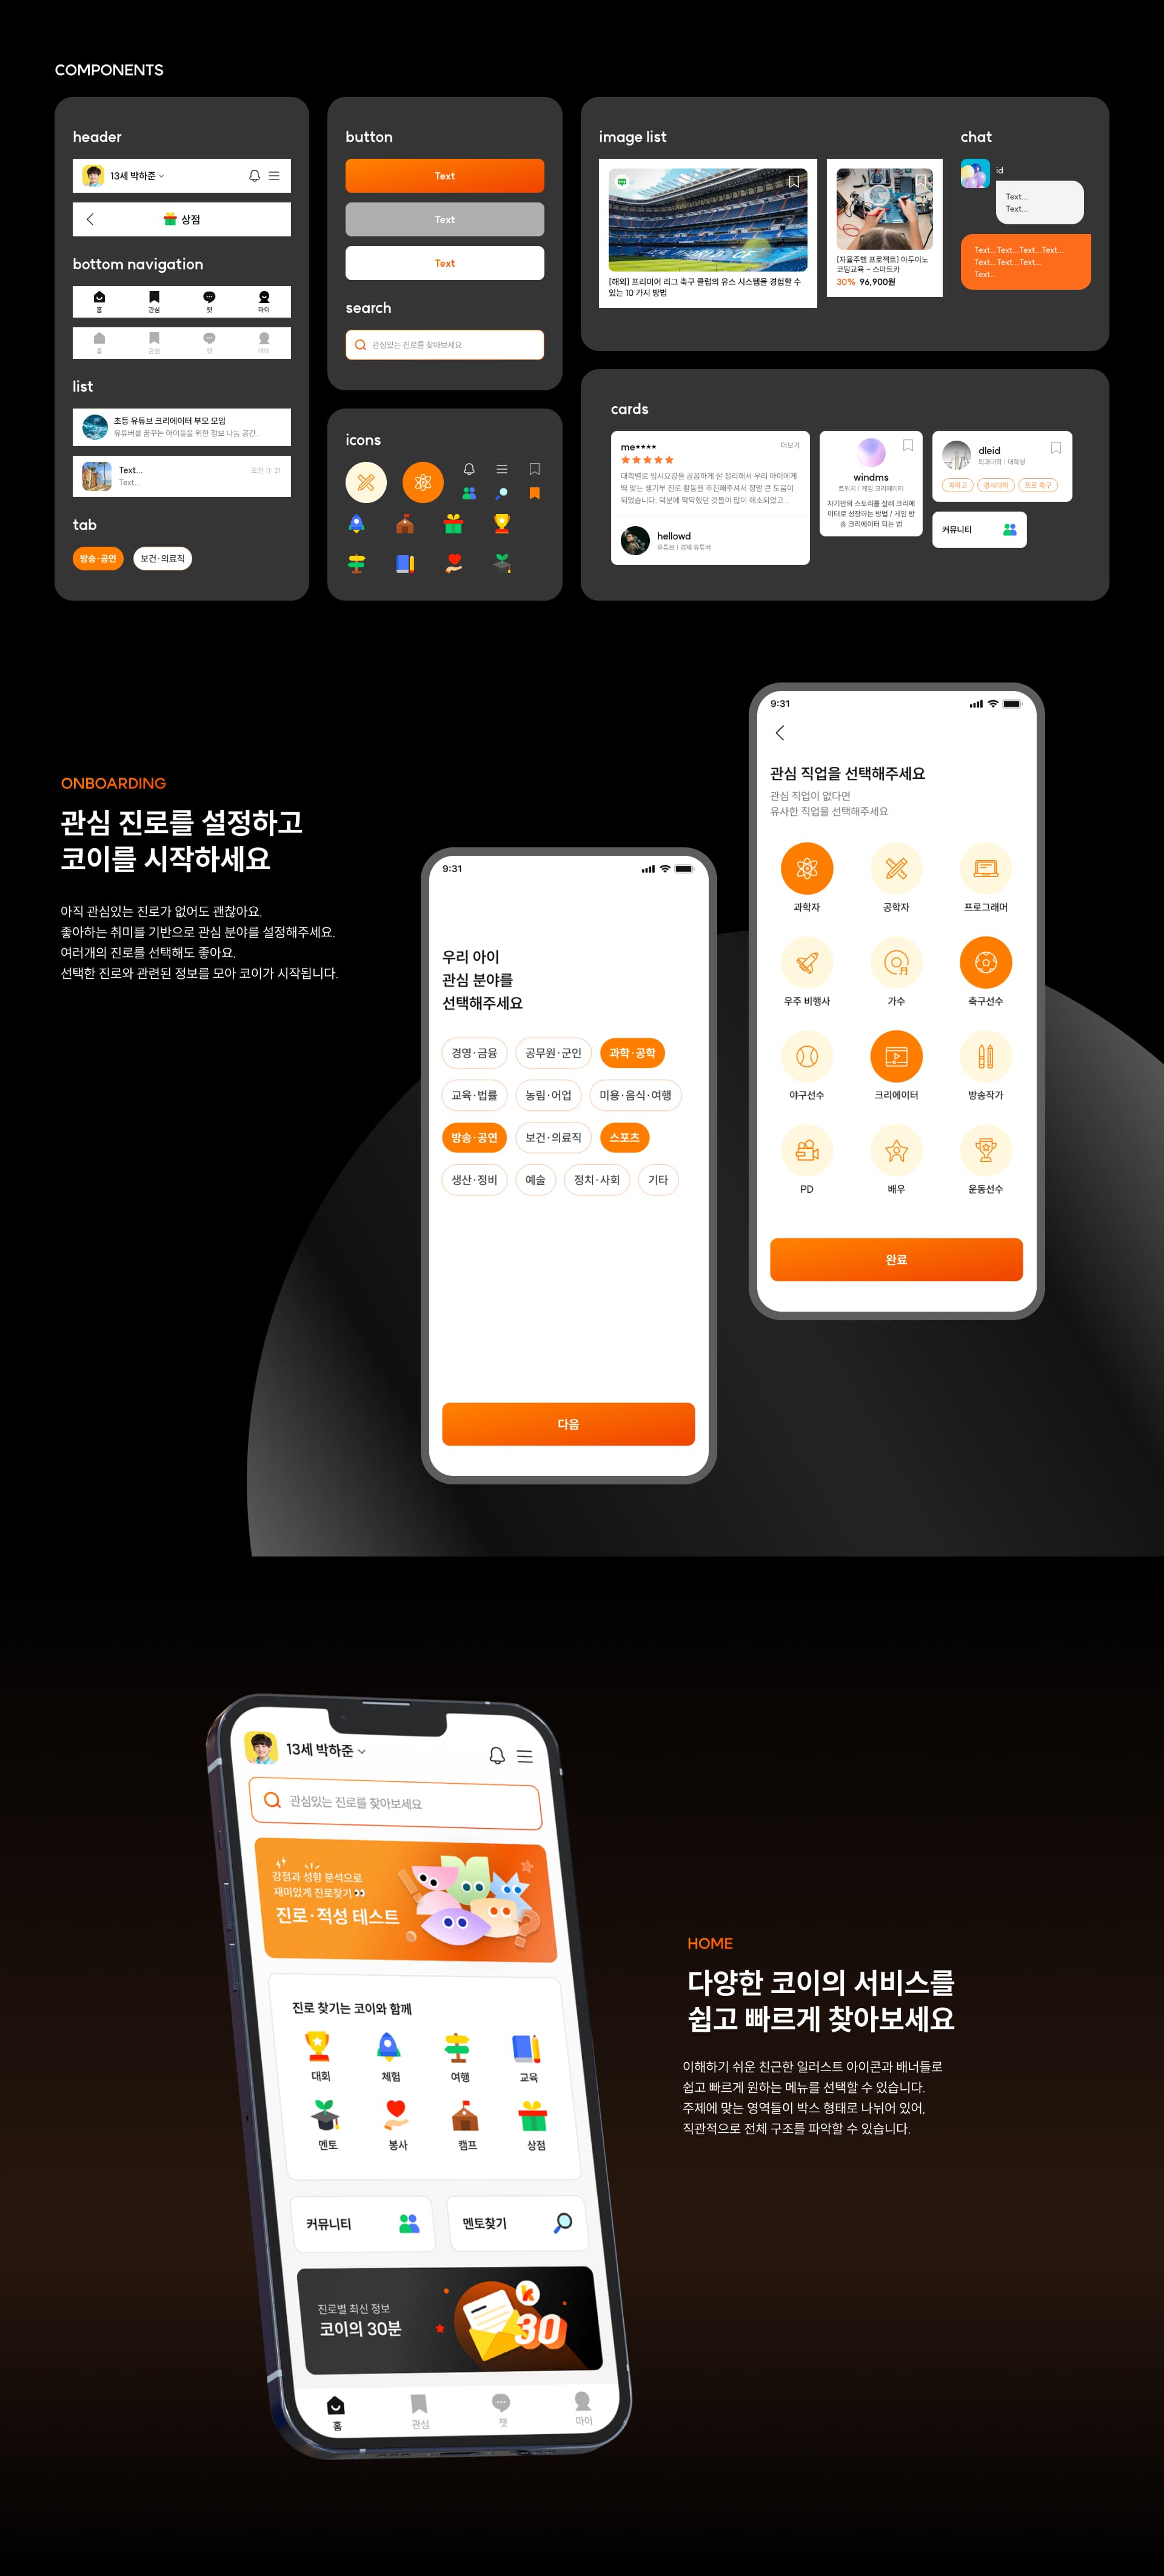 COMPONENTS
header
13세 박하준
상점
bottom navigation
홈 관심 챗 마이
홈 관심 챗 마이
list
초등 유튜브 크리에이터 부모 모임
유튜버를 꿈꾸는 아이들을 위한 정보 나눔 공간.
Text...
오전 11: 21
Text...
tab
방송·공연
보건·의료직
button
Text
Text
Text
search
관심있는 진로를 찾아보세요
icons
image list
[해외] 프리미어 리그 축구 클럽의 유스 시스템을 경험할 수
있는 10 가지 방법
[자율주행 프로젝트] 아두이노
코딩교육 - 스마트카
30% 96,900원
chat
id
Text...
Text...
Text...Text...Text...Text...
Text...Text...Text...
Text...
cards
me****
더보기
대학별로 입시요강을 꼼꼼하게 잘 정리해서 우리 아이에게
딱 맞는 생기부 진로 활동을 추천해주셔서 정말 큰 도움이
되었습니다. 덕분에 막막했던 것들이 많이 해소되었고 ..
hellowd
유튜브 | 경제 유튜버
windms
트위치 | 게임 크리에이터
자기만의 스토리를 살려 크리에
이터로 성장하는 방법 / 게임 방
송 크리에이터 되는 법
dleid
의과대학 | 대학생
과학고
경시대회
프로 축구
커뮤니티
ONBOARDING
관심 진로를 설정하고
코이를 시작하세요
아직 관심있는 진로가 없어도 괜찮아요.
좋아하는 취미를 기반으로 관심 분야를 설정해주세요.
여러개의 진로를 선택해도 좋아요.
선택한 진로와 관련된 정보를 모아 코이가 시작됩니다.
9:31
우리 아이
관심 분야를
선택해주세요
경영·금융 공무원·군인 과학·공학
교육·법률 농림·어업 미용·음식·여행
방송·공연 보건·의료직 스포츠
생산·정비 예술 정치·사회 기타
다음
9:31
관심 직업을 선택해주세요
관심 직업이 없다면
유사한 직업을 선택해주세요
과학자 공학자 프로그래머
우주 비행사 가수 축구선수
야구선수 크리에이터 방송작가
PD 배우 운동선수
완료
13세 박하준
관심있는 진로를 찾아보세요
강점과 성향 분석으로
재미있게 진로찾기
진로·적성 테스트
진로 찾기는 코이와 함께
대회 체험 여행 교육
멘토 봉사 캠프 상점
커뮤니티
멘토찾기
진로별 최신 정보
코이의 30분
k
30
홈 관심 챗 마이
HOME
다양한 코이의 서비스를
쉽고 빠르게 찾아보세요
이해하기 쉬운 친근한 일러스트 아이콘과 배너들로
쉽고 빠르게 원하는 메뉴를 선택할 수 있습니다.
주제에 맞는 영역들이 박스 형태로 나뉘어 있어,
직관적으로 전체 구조를 파악할 수 있습니다.